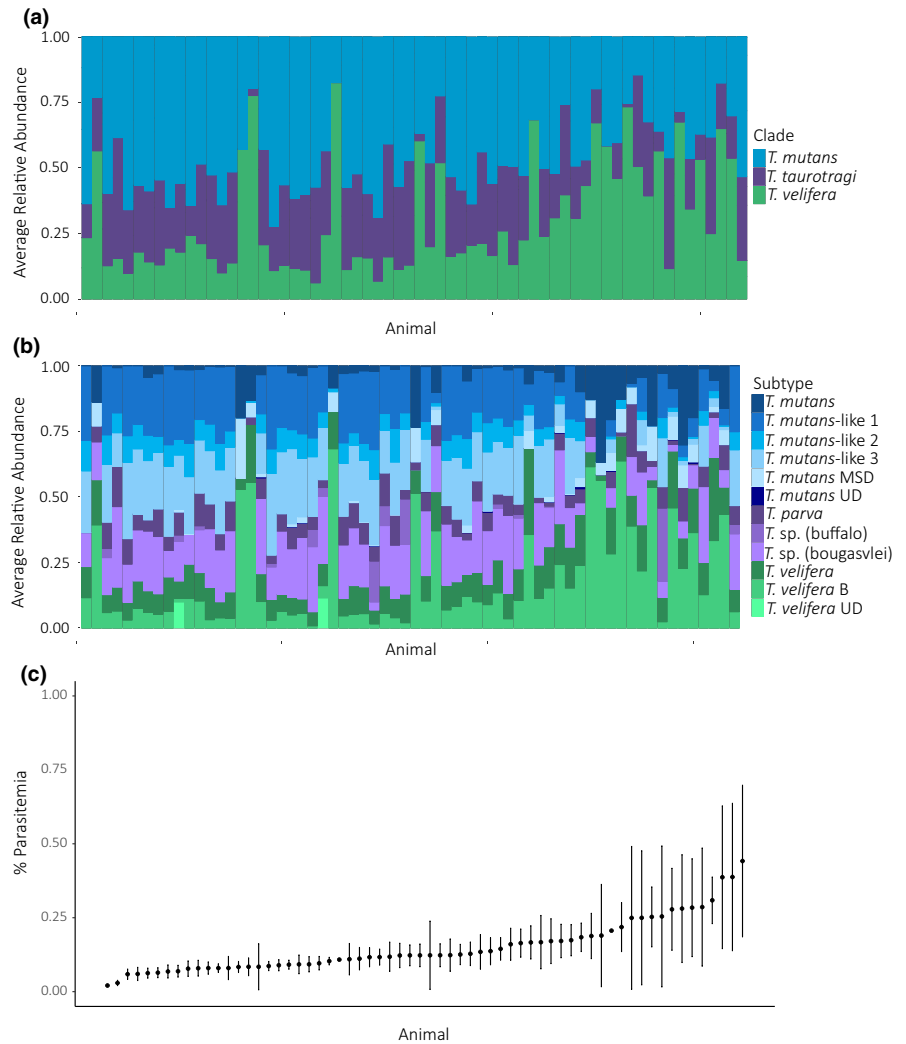 (a)
1.00
0.75
0.50
0.25
0.00
Average Relative Abundance
Animal
Clade
T. mutans
T. taurotragi
T. velifera
(b)
1.00
0.75
0.50
0.25
0.00
Average Relative Abundance
Animal
Subtype
T. mutans
T. mutans-like 1
T. mutans-like 2
T. mutans-like 3
T. mutans MSD
T. mutans UD
T. parva
T. sp. (buffalo)
T. sp. (bougasvlei)
T. velifera
T. velifera B
T. velifera UD
(c)
1.00
0.75
0.50
0.25
0.00
% Parasitemia
Animal